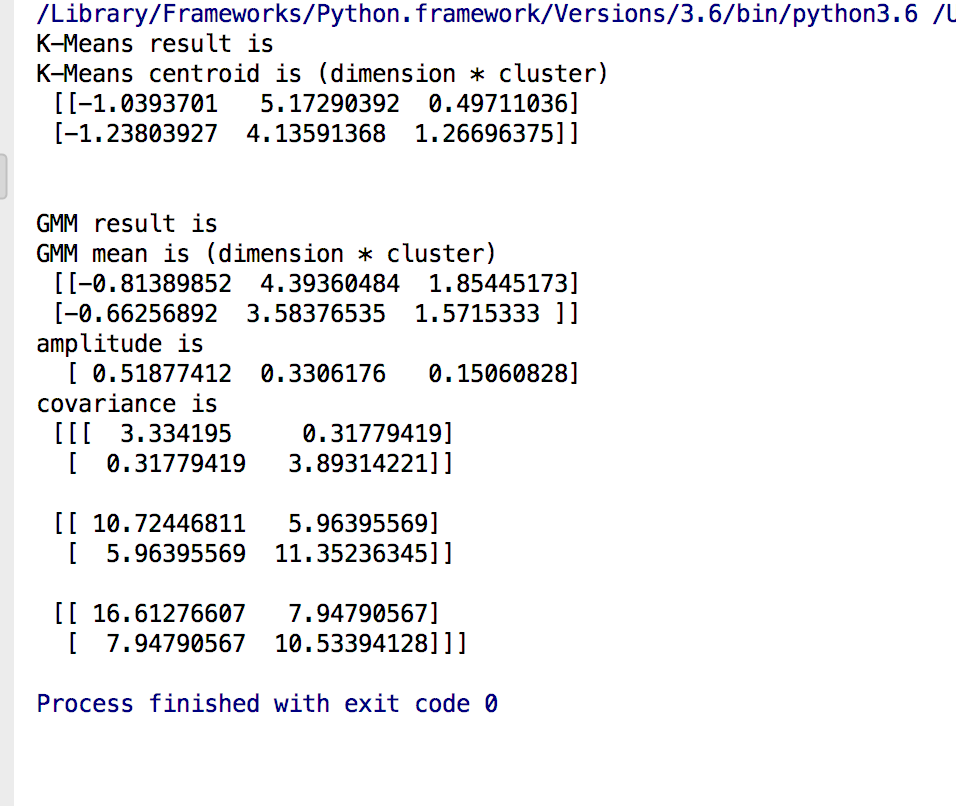 /Library/Frameworks/Python.framework/Versions/3.6/bin/python3.6 /U
K-Means result is
K-Means centroid is (dimension * cluster)
[[-1.0393701   5.17290392  0.49711036]
[-1.23803927  4.13591368  1.26696375]]
GMM result is
GMM mean is (dimension * cluster)
[[-0.81389852  4.39360484  1.85445173]
[-0.66256892  3.58376535  1.5715333 ]]
amplitude is
[ 0.51877412  0.3306176   0.15060828]
covariance is
[[[  3.334195     0.31779419]
[  0.31779419   3.89314221]]
[[ 10.72446811   5.96395569]
[  5.96395569  11.35236345]]
[[ 16.61276607   7.94790567]
[  7.94790567  10.53394128]]]
Process finished with exit code 0